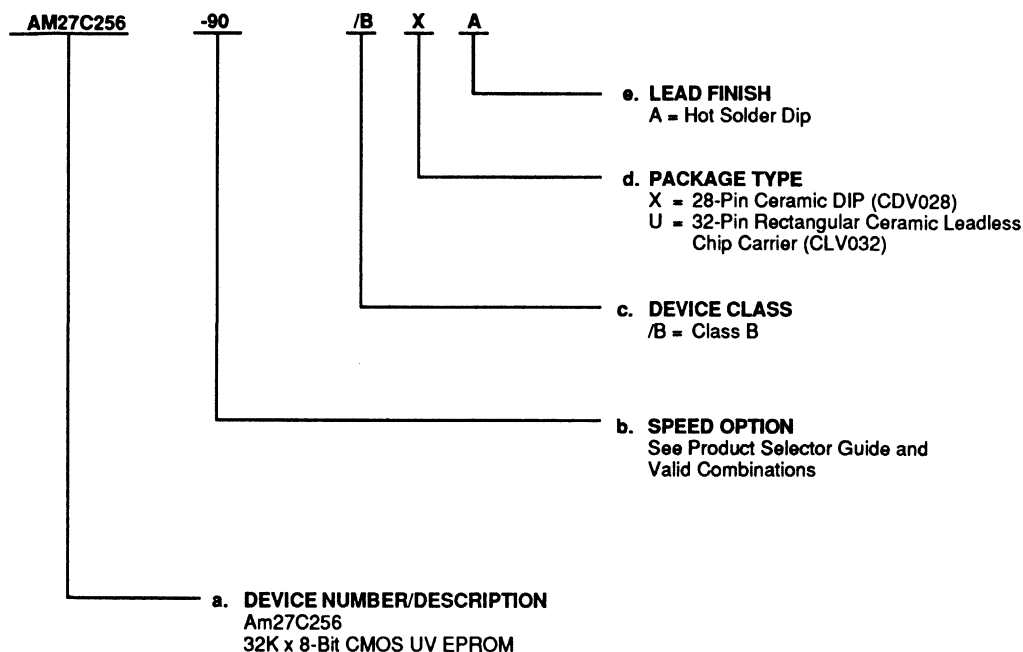 AM27C256 -90 /B X A
e. LEAD FINISH
A = Hot Solder Dip
d. PACKAGE TYPE
X = 28-Pin Ceramic DIP (CDV028)
U = 32-Pin Rectangular Ceramic Leadless
Chip Carrier (CLV032)
c. DEVICE CLASS
/B = Class B
b. SPEED OPTION
See Product Selector Guide and
Valid Combinations
a. DEVICE NUMBER/DESCRIPTION
Am27C256
32K x 8-Bit CMOS UV EPROM